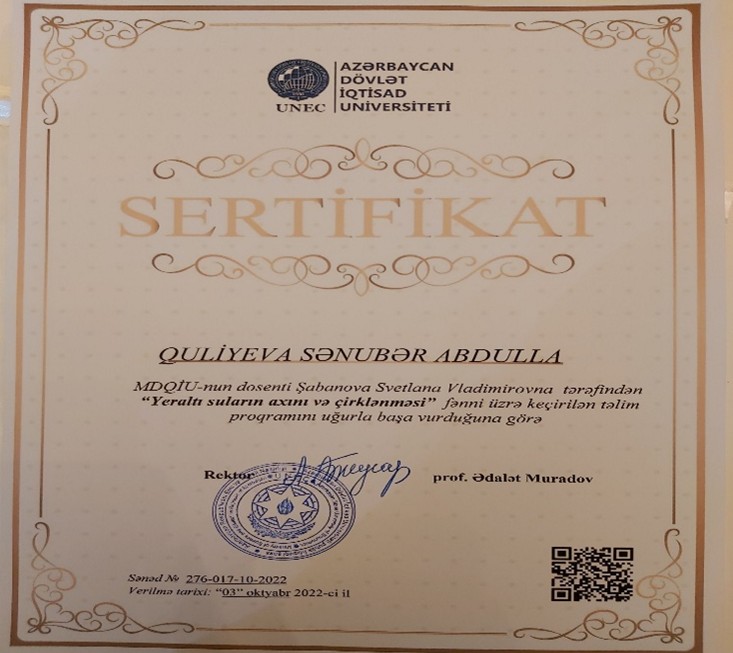 UNEC
AZƏRBAYCAN
DÖVLƏT
İQTİSAD
UNİVERSİTETİ
SERTİFİKAT
QULİYEVA SƏNUBƏR ABDULLA
MDQİU-nun dosenti Şabanova Svetlana Vladimirovna tərəfindən
“Yeraltı suların axını və çirklənməsi” fənni üzrə keçirilən təlim
proqramını uğurla başa vurduğuna görə
Rektor prof. Ədalət Muradov
Sənəd № 276-017-10-2022
Verilmə tarixi: “03” oktyabr 2022-ci il